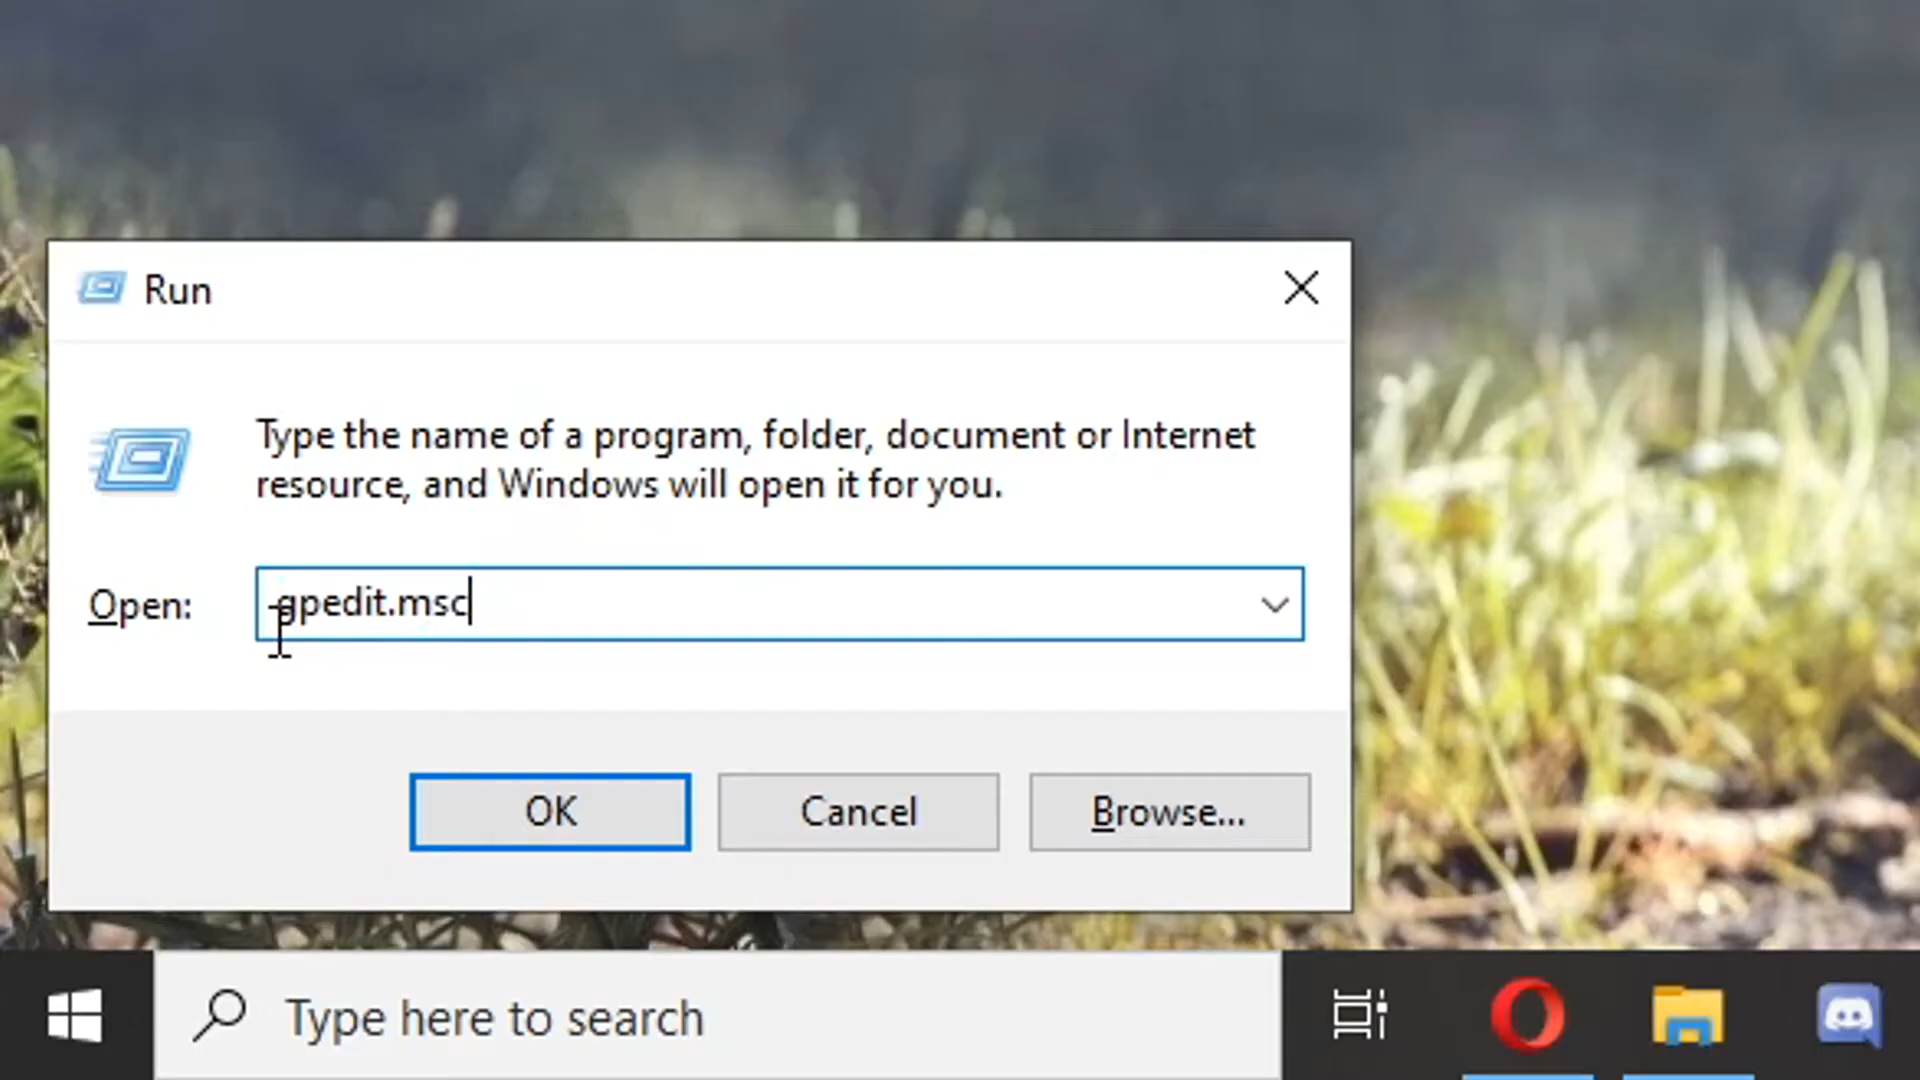 Run
Type the name of a program, folder, document or Internet
resource, and Windows will open it for you.
Open:
gpedit.msc
OK
Cancel
Browse...
Type here to search